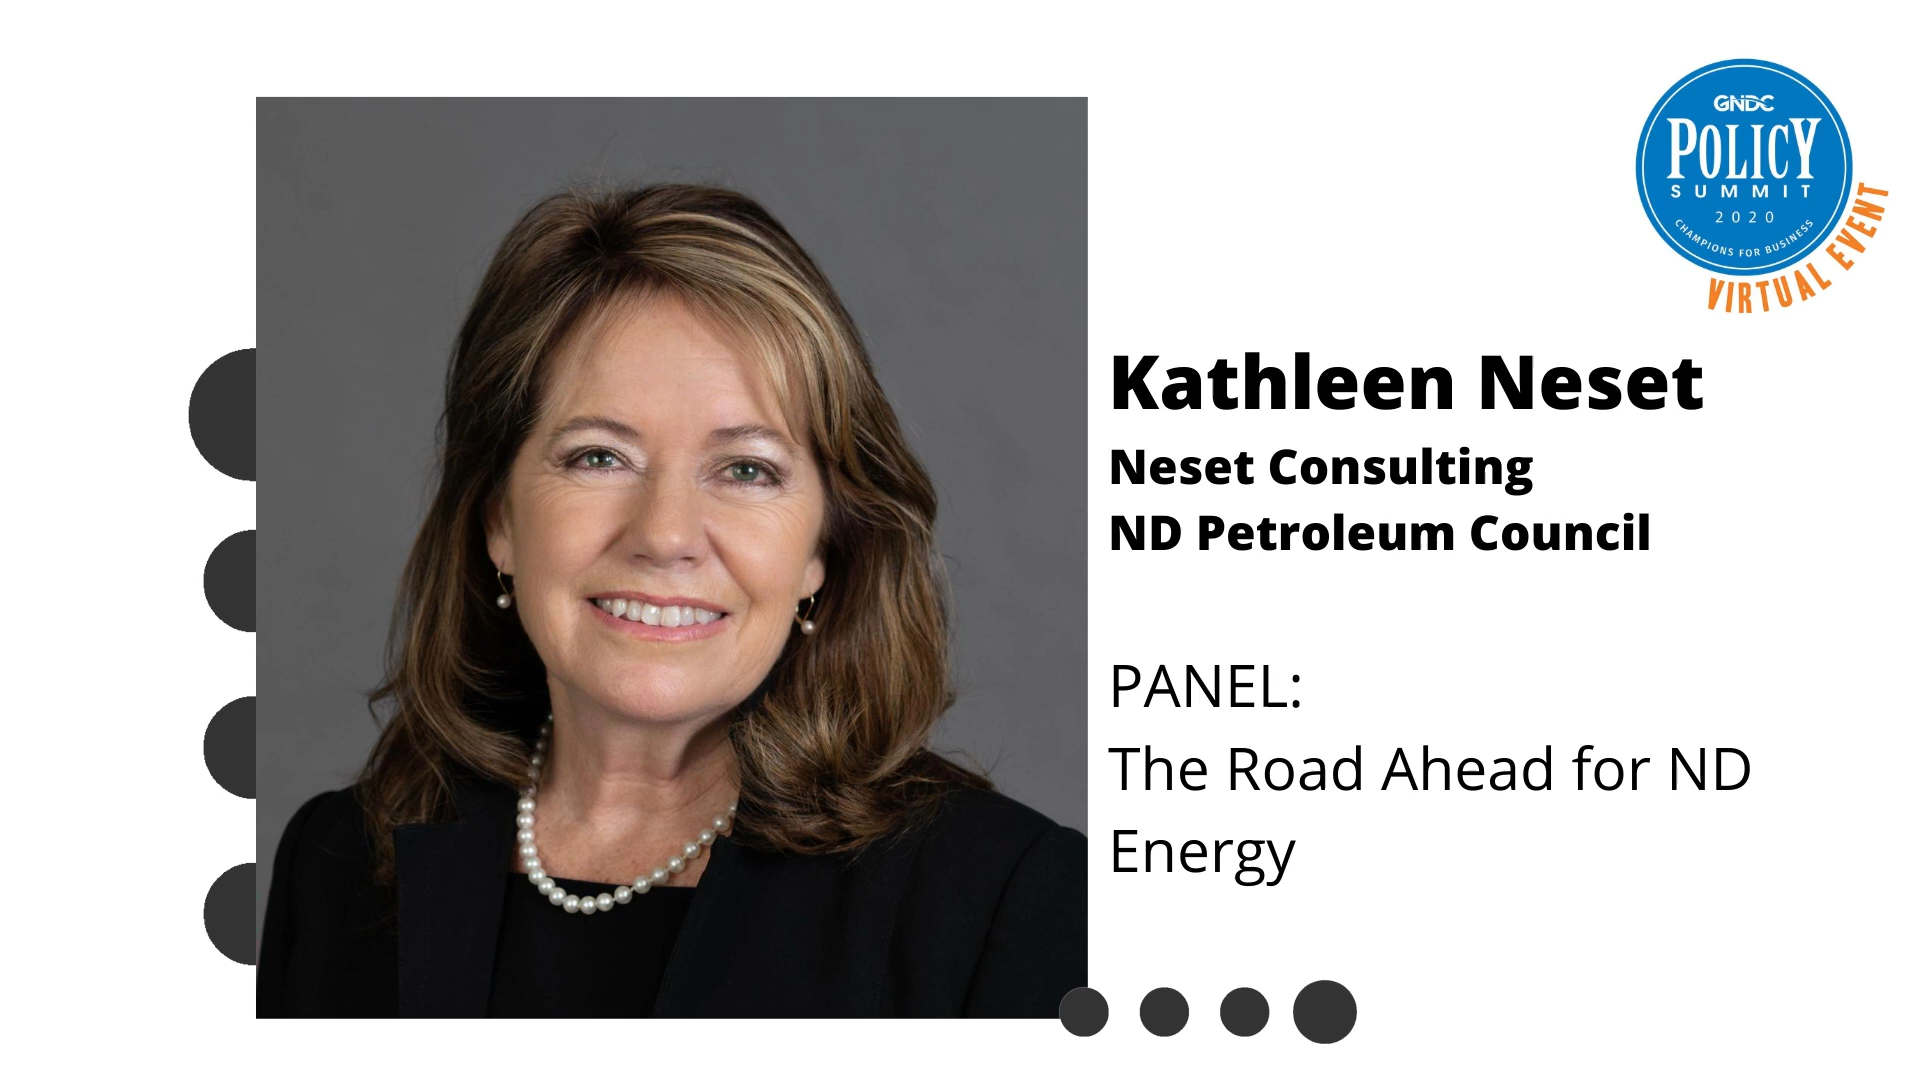 GNDC
POLICY
SUMMIT
2020
CHAMPIONS FOR BUSINESS
VIRTUAL EVENT
Kathleen Neset
Neset Consulting
ND Petroleum Council
PANEL:
The Road Ahead for ND
Energy